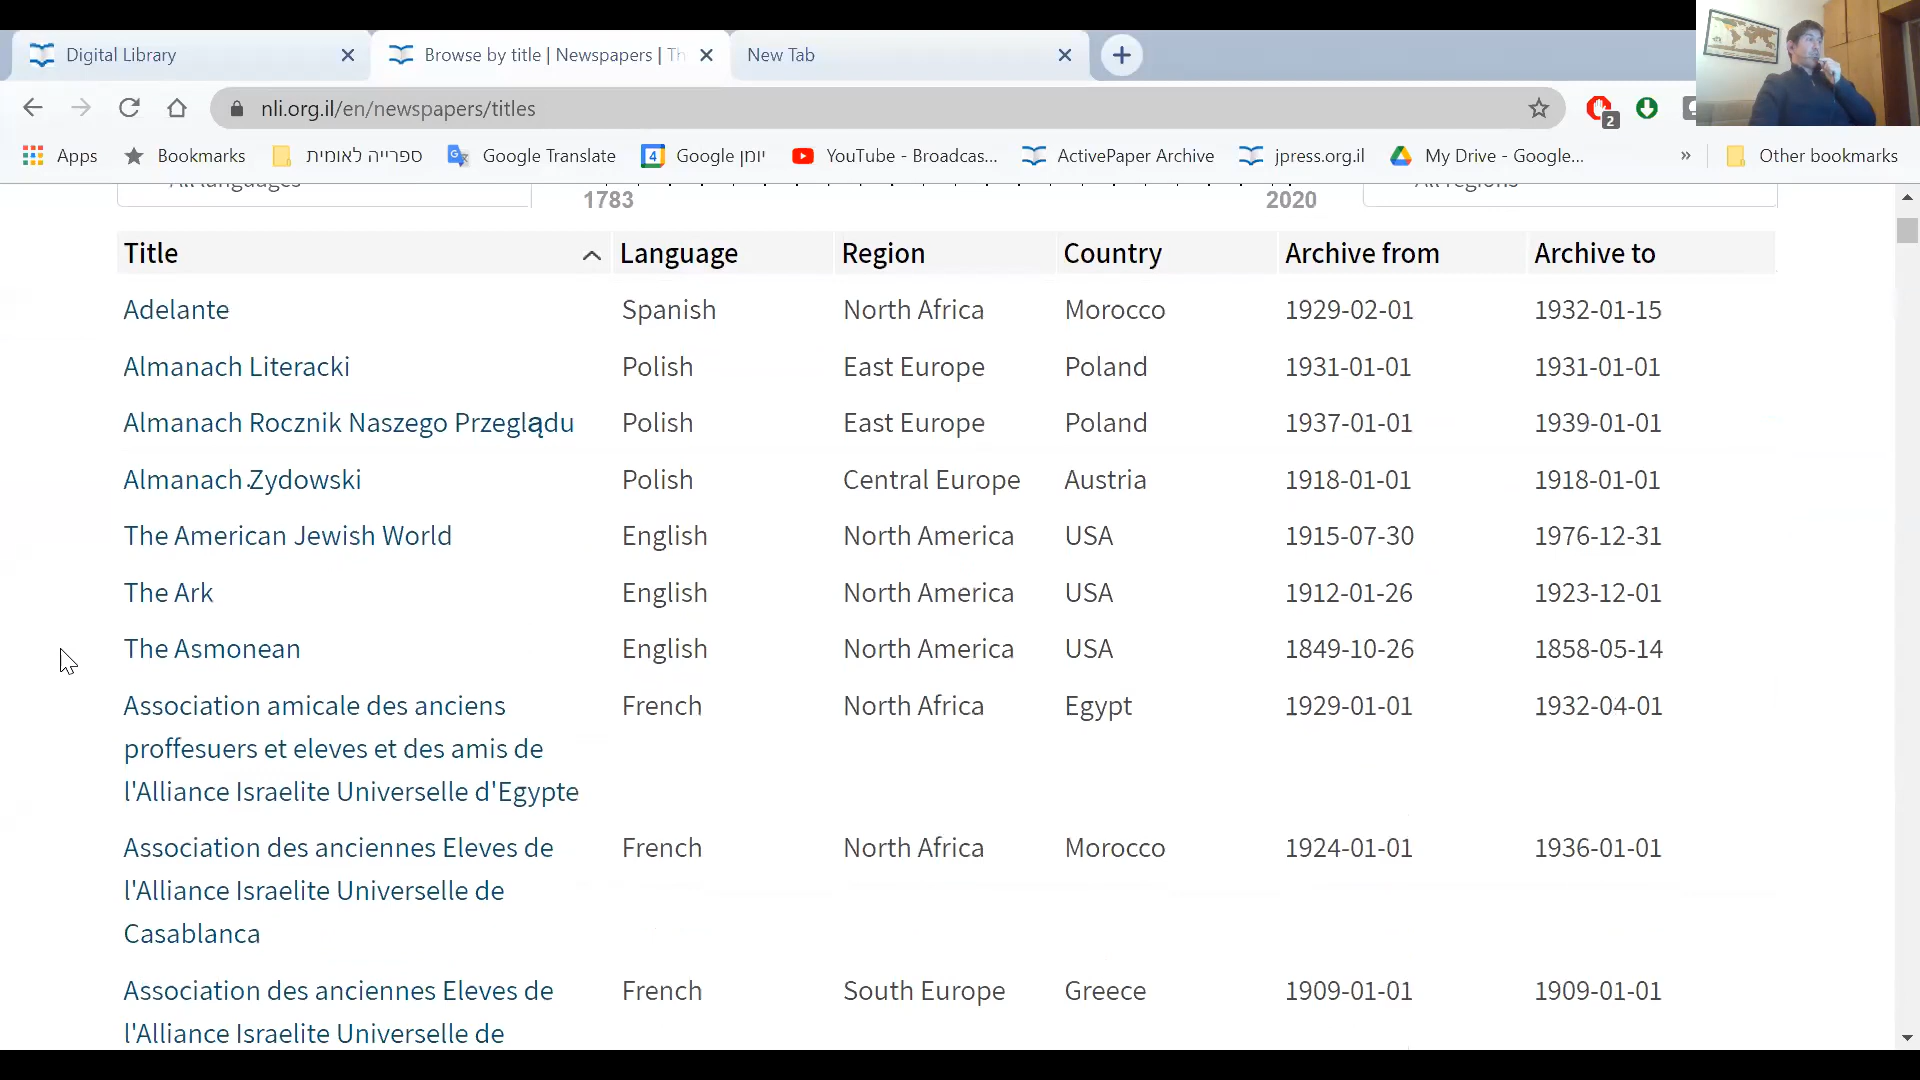 Digital Library
Browse by title | Newspapers | Th
New Tab
nli.org.il/en/newspapers/titles
2
Apps
Bookmarks
ספרייה לאומית
Google Translate
4
יומן Google
YouTube - Broadcas...
ActivePaper Archive
jpress.org.il
My Drive - Google...
»
Other bookmarks
All languages
1783
2020
All regions
Title Language Region Country Archive from Archive to
Adelante Spanish North Africa Morocco 1929-02-01 1932-01-15
Almanach Literacki Polish East Europe Poland 1931-01-01 1931-01-01
Almanach Rocznik Naszego Przeglądu Polish East Europe Poland 1937-01-01 1939-01-01
Almanach Zydowski Polish Central Europe Austria 1918-01-01 1918-01-01
The American Jewish World English North America USA 1915-07-30 1976-12-31
The Ark English North America USA 1912-01-26 1923-12-01
The Asmonean English North America USA 1849-10-26 1858-05-14
Association amicale des anciens French North Africa Egypt 1929-01-01 1932-04-01
proffesuers et eleves et des amis de
l'Alliance Israelite Universelle d'Egypte
Association des anciennes Eleves de French North Africa Morocco 1924-01-01 1936-01-01
l'Alliance Israelite Universelle de
Casablanca
Association des anciennes Eleves de French South Europe Greece 1909-01-01 1909-01-01
l'Alliance Israelite Universelle de